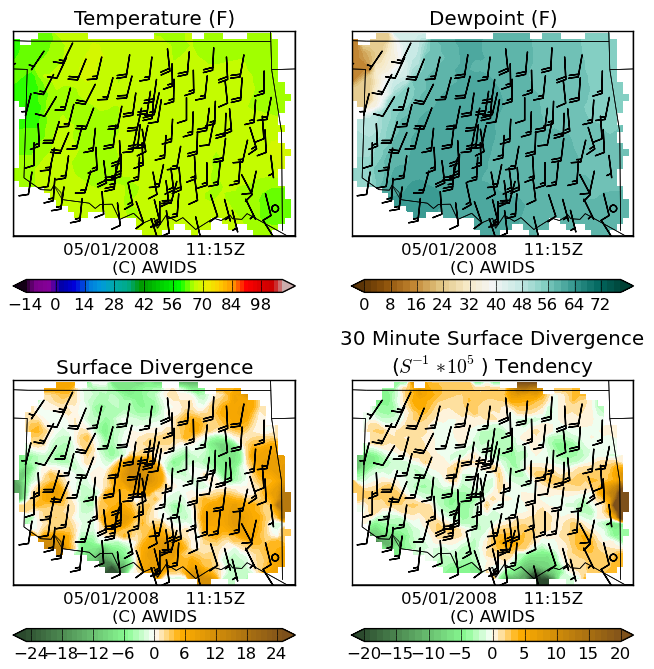 Temperature (F)
Dewpoint (F)
05/01/2008 11:15Z
(C) AWIDS
05/01/2008 11:15Z
(C) AWIDS
−14 0 14 28 42 56 70 84 98
0 8 16 24 32 40 48 56 64 72
Surface Divergence
30 Minute Surface Divergence
(S⁻¹ *10⁵ ) Tendency
05/01/2008 11:15Z
(C) AWIDS
05/01/2008 11:15Z
(C) AWIDS
−24 −18 −12 −6 0 6 12 18 24
−20 −15 −10 −5 0 5 10 15 20